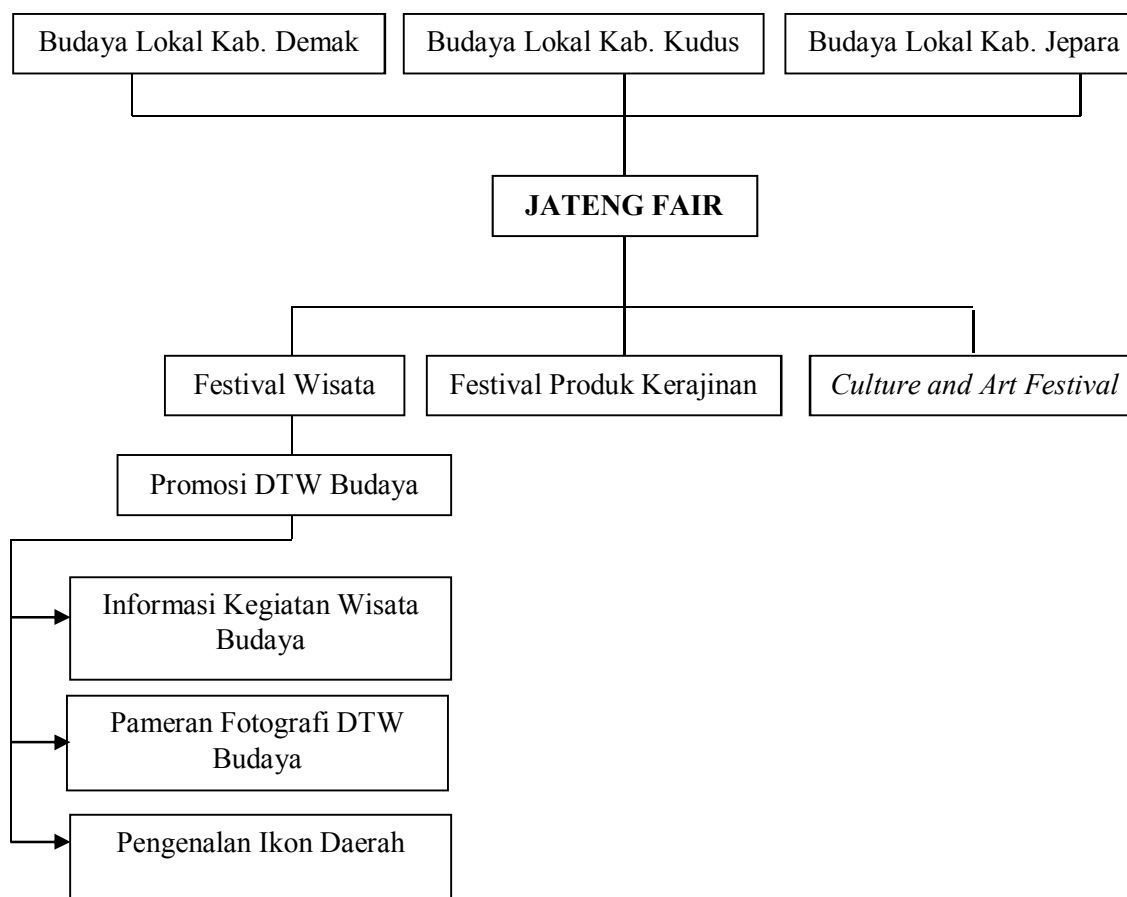 Budaya Lokal Kab. Demak
Budaya Lokal Kab. Kudus
Budaya Lokal Kab. Jepara
JATENG FAIR
Festival Wisata
Festival Produk Kerajinan
Culture and Art Festival
Promosi DTW Budaya
Informasi Kegiatan Wisata
Budaya
Pameran Fotografi DTW
Budaya
Pengenalan Ikon Daerah